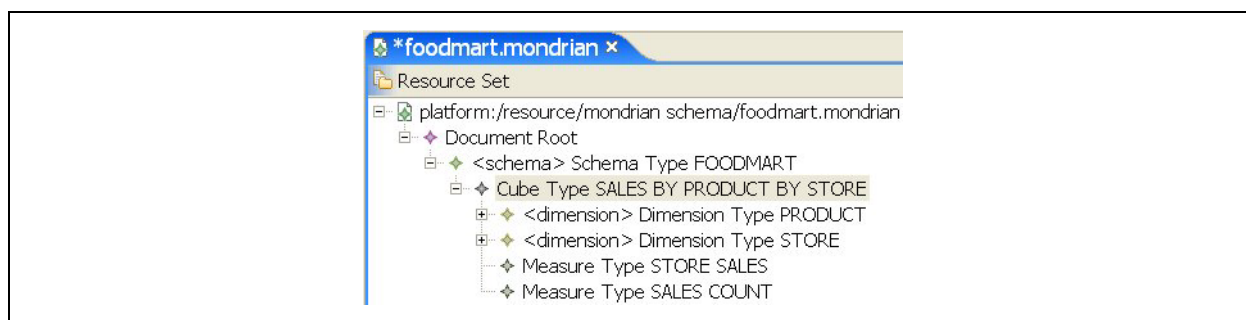 *foodmart.mondrian ×
Resource Set
platform:/resource/mondrian schema/foodmart.mondrian
Document Root
<schema> Schema Type FOODMART
Cube Type SALES BY PRODUCT BY STORE
<dimension> Dimension Type PRODUCT
<dimension> Dimension Type STORE
Measure Type STORE SALES
Measure Type SALES COUNT